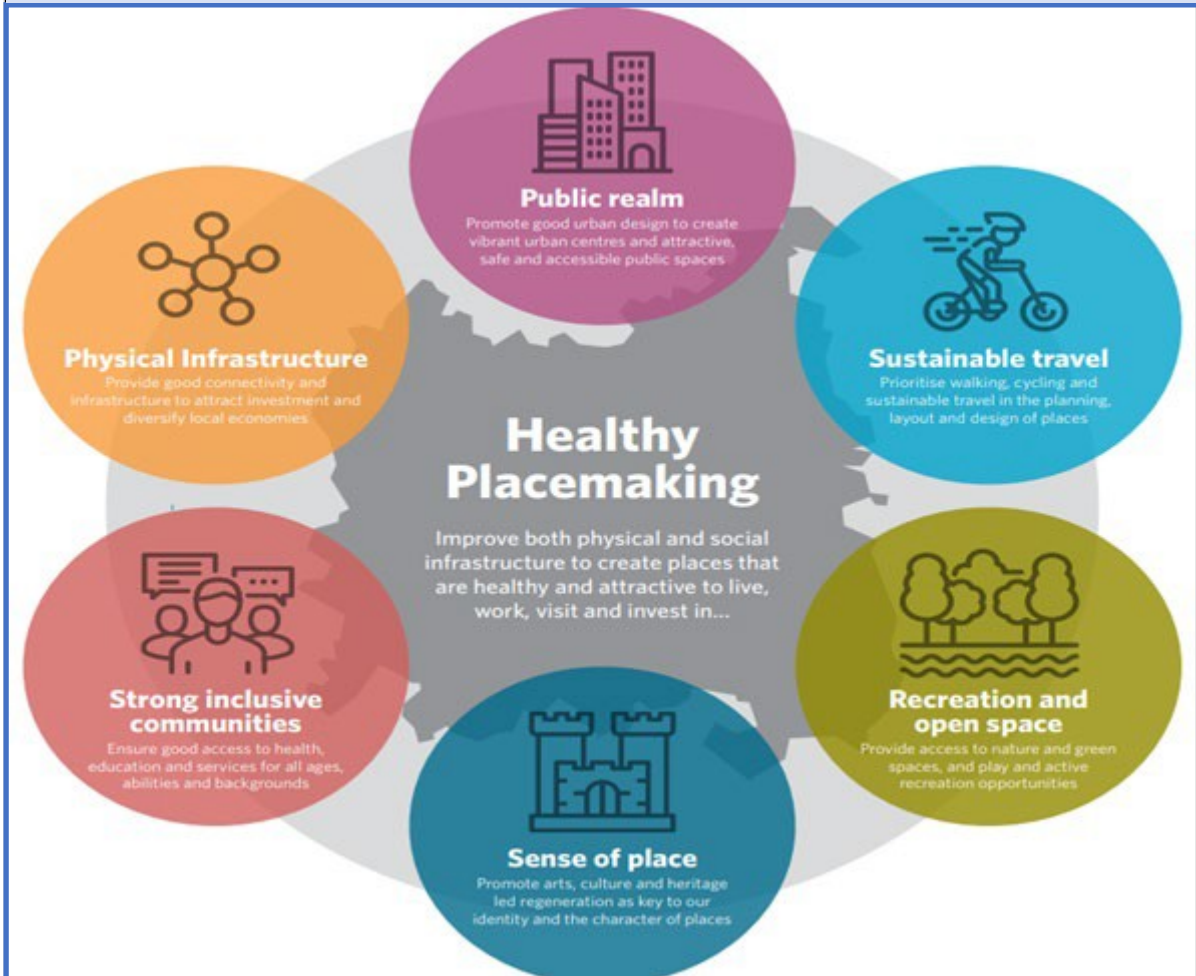 Public realm
Promote good urban design to create
vibrant urban centres and attractive,
safe and accessible public spaces
Physical Infrastructure
Provide good connectivity and
infrastructure to attract investment and
diversify local economies
Sustainable travel
Prioritise walking, cycling and
sustainable travel in the planning,
layout and design of places
Healthy
Placemaking
Improve both physical and social
infrastructure to create places that
are healthy and attractive to live,
work, visit and invest in...
Strong inclusive
communities
Ensure good access to health,
education and services for all ages,
abilities and backgrounds
Recreation and
open space
Provide access to nature and green
spaces, and play and active
recreation opportunities
Sense of place
Promote arts, culture and heritage
led regeneration as key to our
identity and the character of places